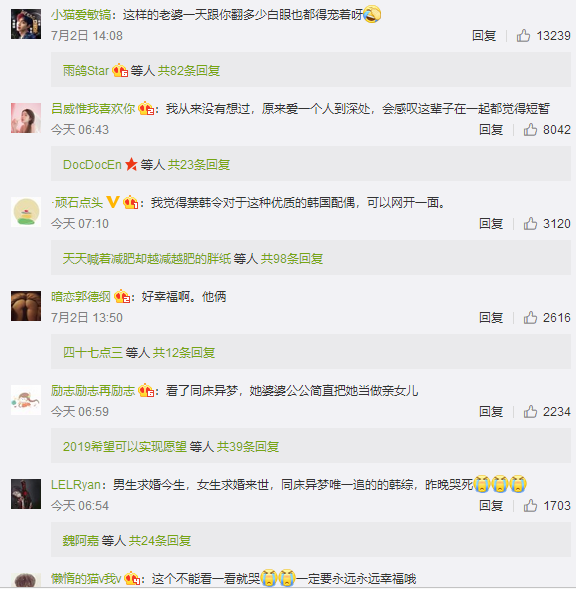 小猫爱敏镐：这样的老婆一天跟你翻多少白眼也都得宠着呀
7月2日 14:08 回复 13239
雨鸽Star 等人 共82条回复
吕威惟我喜欢你：我从来没有想过，原来爱一个人到深处，会感叹这辈子在一起都觉得短暂
今天 06:43 回复 8042
DocDocEn 等人 共23条回复
·顽石点头：我觉得禁韩令对于这种优质的韩国配偶，可以网开一面。
今天 07:10 回复 3120
天天喊着减肥却越减越肥的胖纸 等人 共98条回复
暗恋郭德纲：好幸福啊。他俩
7月2日 13:50 回复 2616
四十七点三 等人 共12条回复
励志励志再励志：看了同床异梦，她婆婆公公简直把她当做亲女儿
今天 06:59 回复 2234
2019希望可以实现愿望 等人 共39条回复
LELRyan：男生求婚今生，女生求婚来世，同床异梦唯一追的的韩综，昨晚哭死
今天 06:54 回复 1703
魏阿嘉 等人 共24条回复
懒惰的猫v我v：这个不能看一看就哭一定要永远永远幸福哦